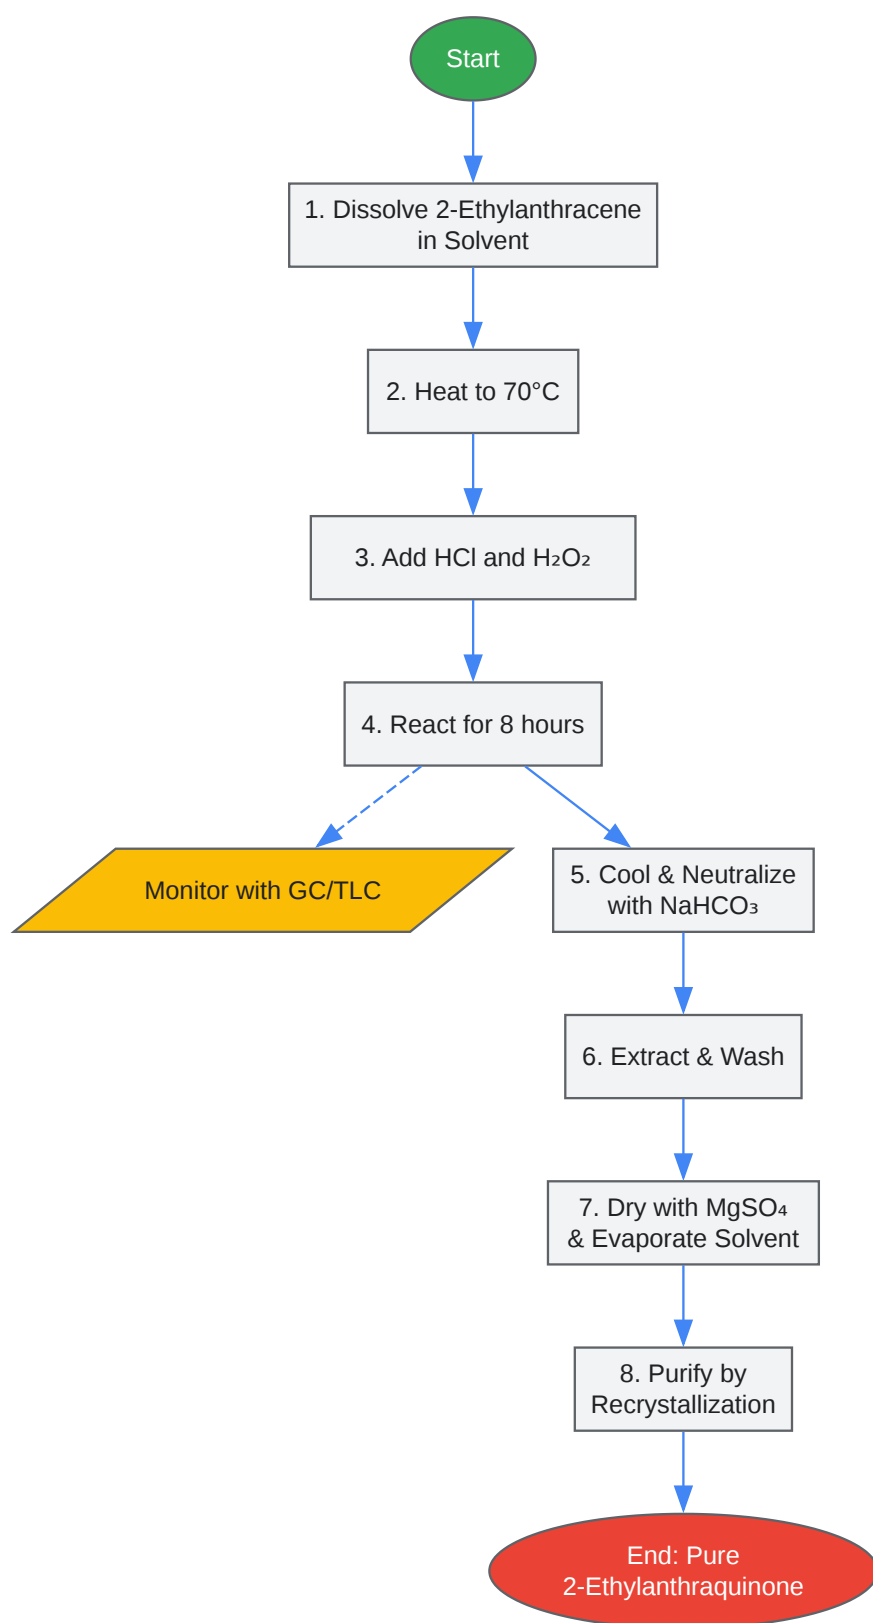 Start
1. Dissolve 2-Ethylanthracene
in Solvent
2. Heat to 70°C
3. Add HCl and H₂O₂
4. React for 8 hours
Monitor with GC/TLC
5. Cool & Neutralize
with NaHCO₃
6. Extract & Wash
7. Dry with MgSO₄
& Evaporate Solvent
8. Purify by
Recrystallization
End: Pure
2-Ethylanthraquinone